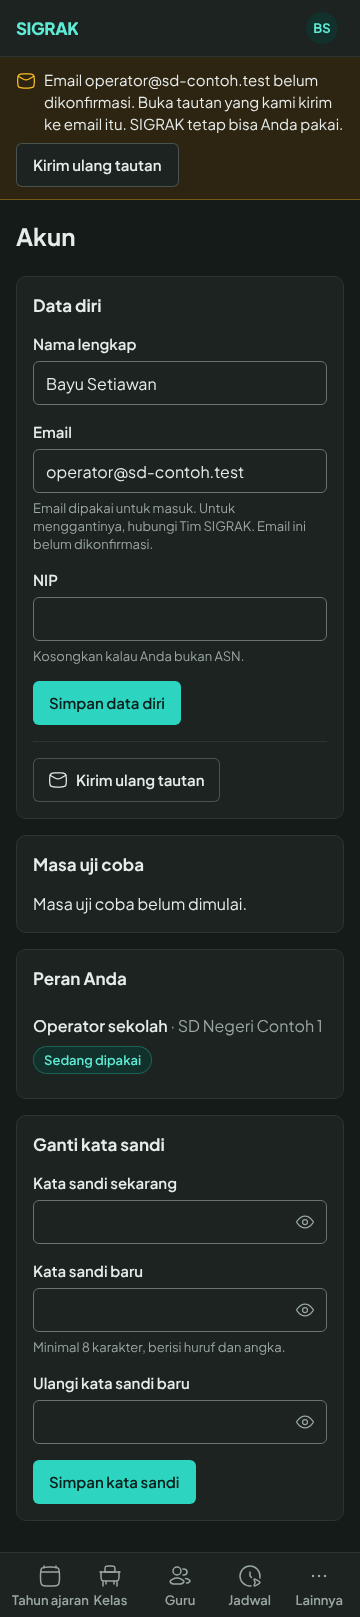 SIGRAK
BS
Email operator@sd-contoh.test belum
dikonfirmasi. Buka tautan yang kami kirim
ke email itu. SIGRAK tetap bisa Anda pakai.
Kirim ulang tautan
Akun
Data diri
Nama lengkap
Bayu Setiawan
Email
operator@sd-contoh.test
Email dipakai untuk masuk. Untuk
menggantinya, hubungi Tim SIGRAK. Email ini
belum dikonfirmasi.
NIP
Kosongkan kalau Anda bukan ASN.
Simpan data diri
Kirim ulang tautan
Masa uji coba
Masa uji coba belum dimulai.
Peran Anda
Operator sekolah · SD Negeri Contoh 1
Sedang dipakai
Ganti kata sandi
Kata sandi sekarang
Kata sandi baru
Minimal 8 karakter, berisi huruf dan angka.
Ulangi kata sandi baru
Simpan kata sandi
Tahun ajaran Kelas Guru Jadwal Lainnya